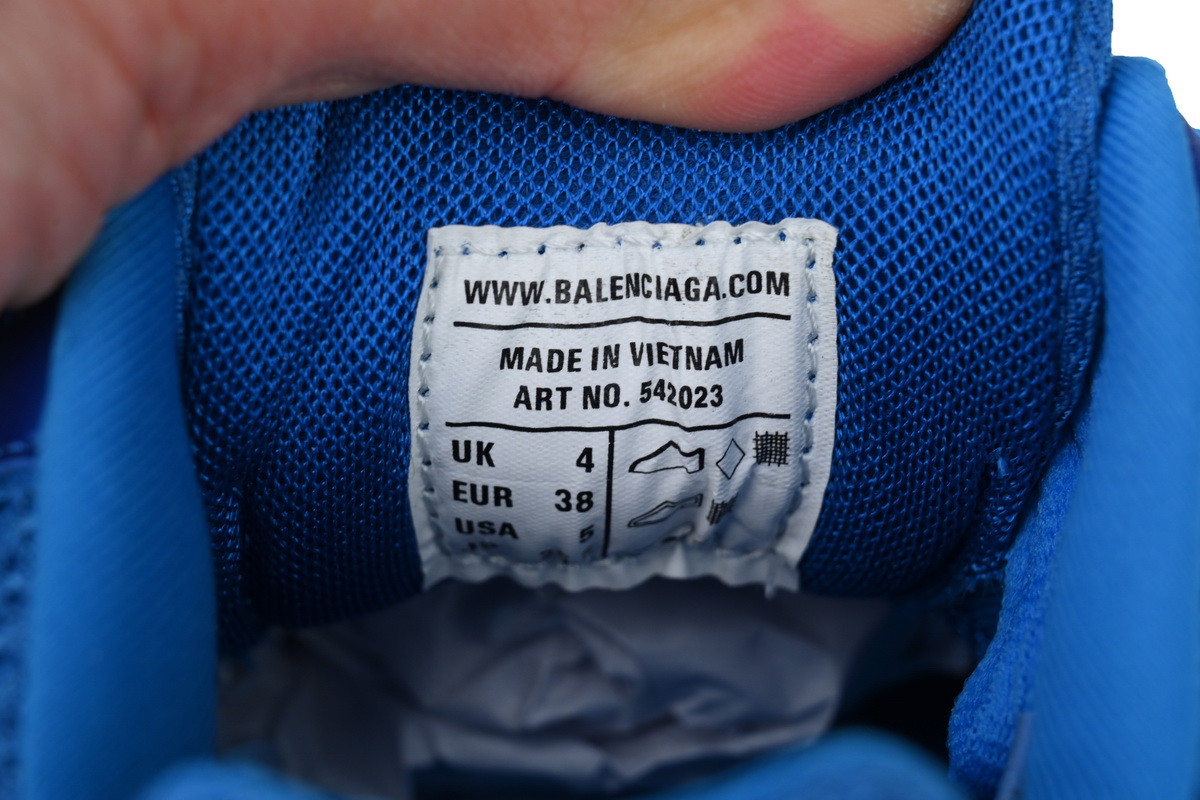 WWW.BALENCIAGA.COM
MADE IN VIETNAM
ART NO. 542023
UK 4
EUR 38
USA 5